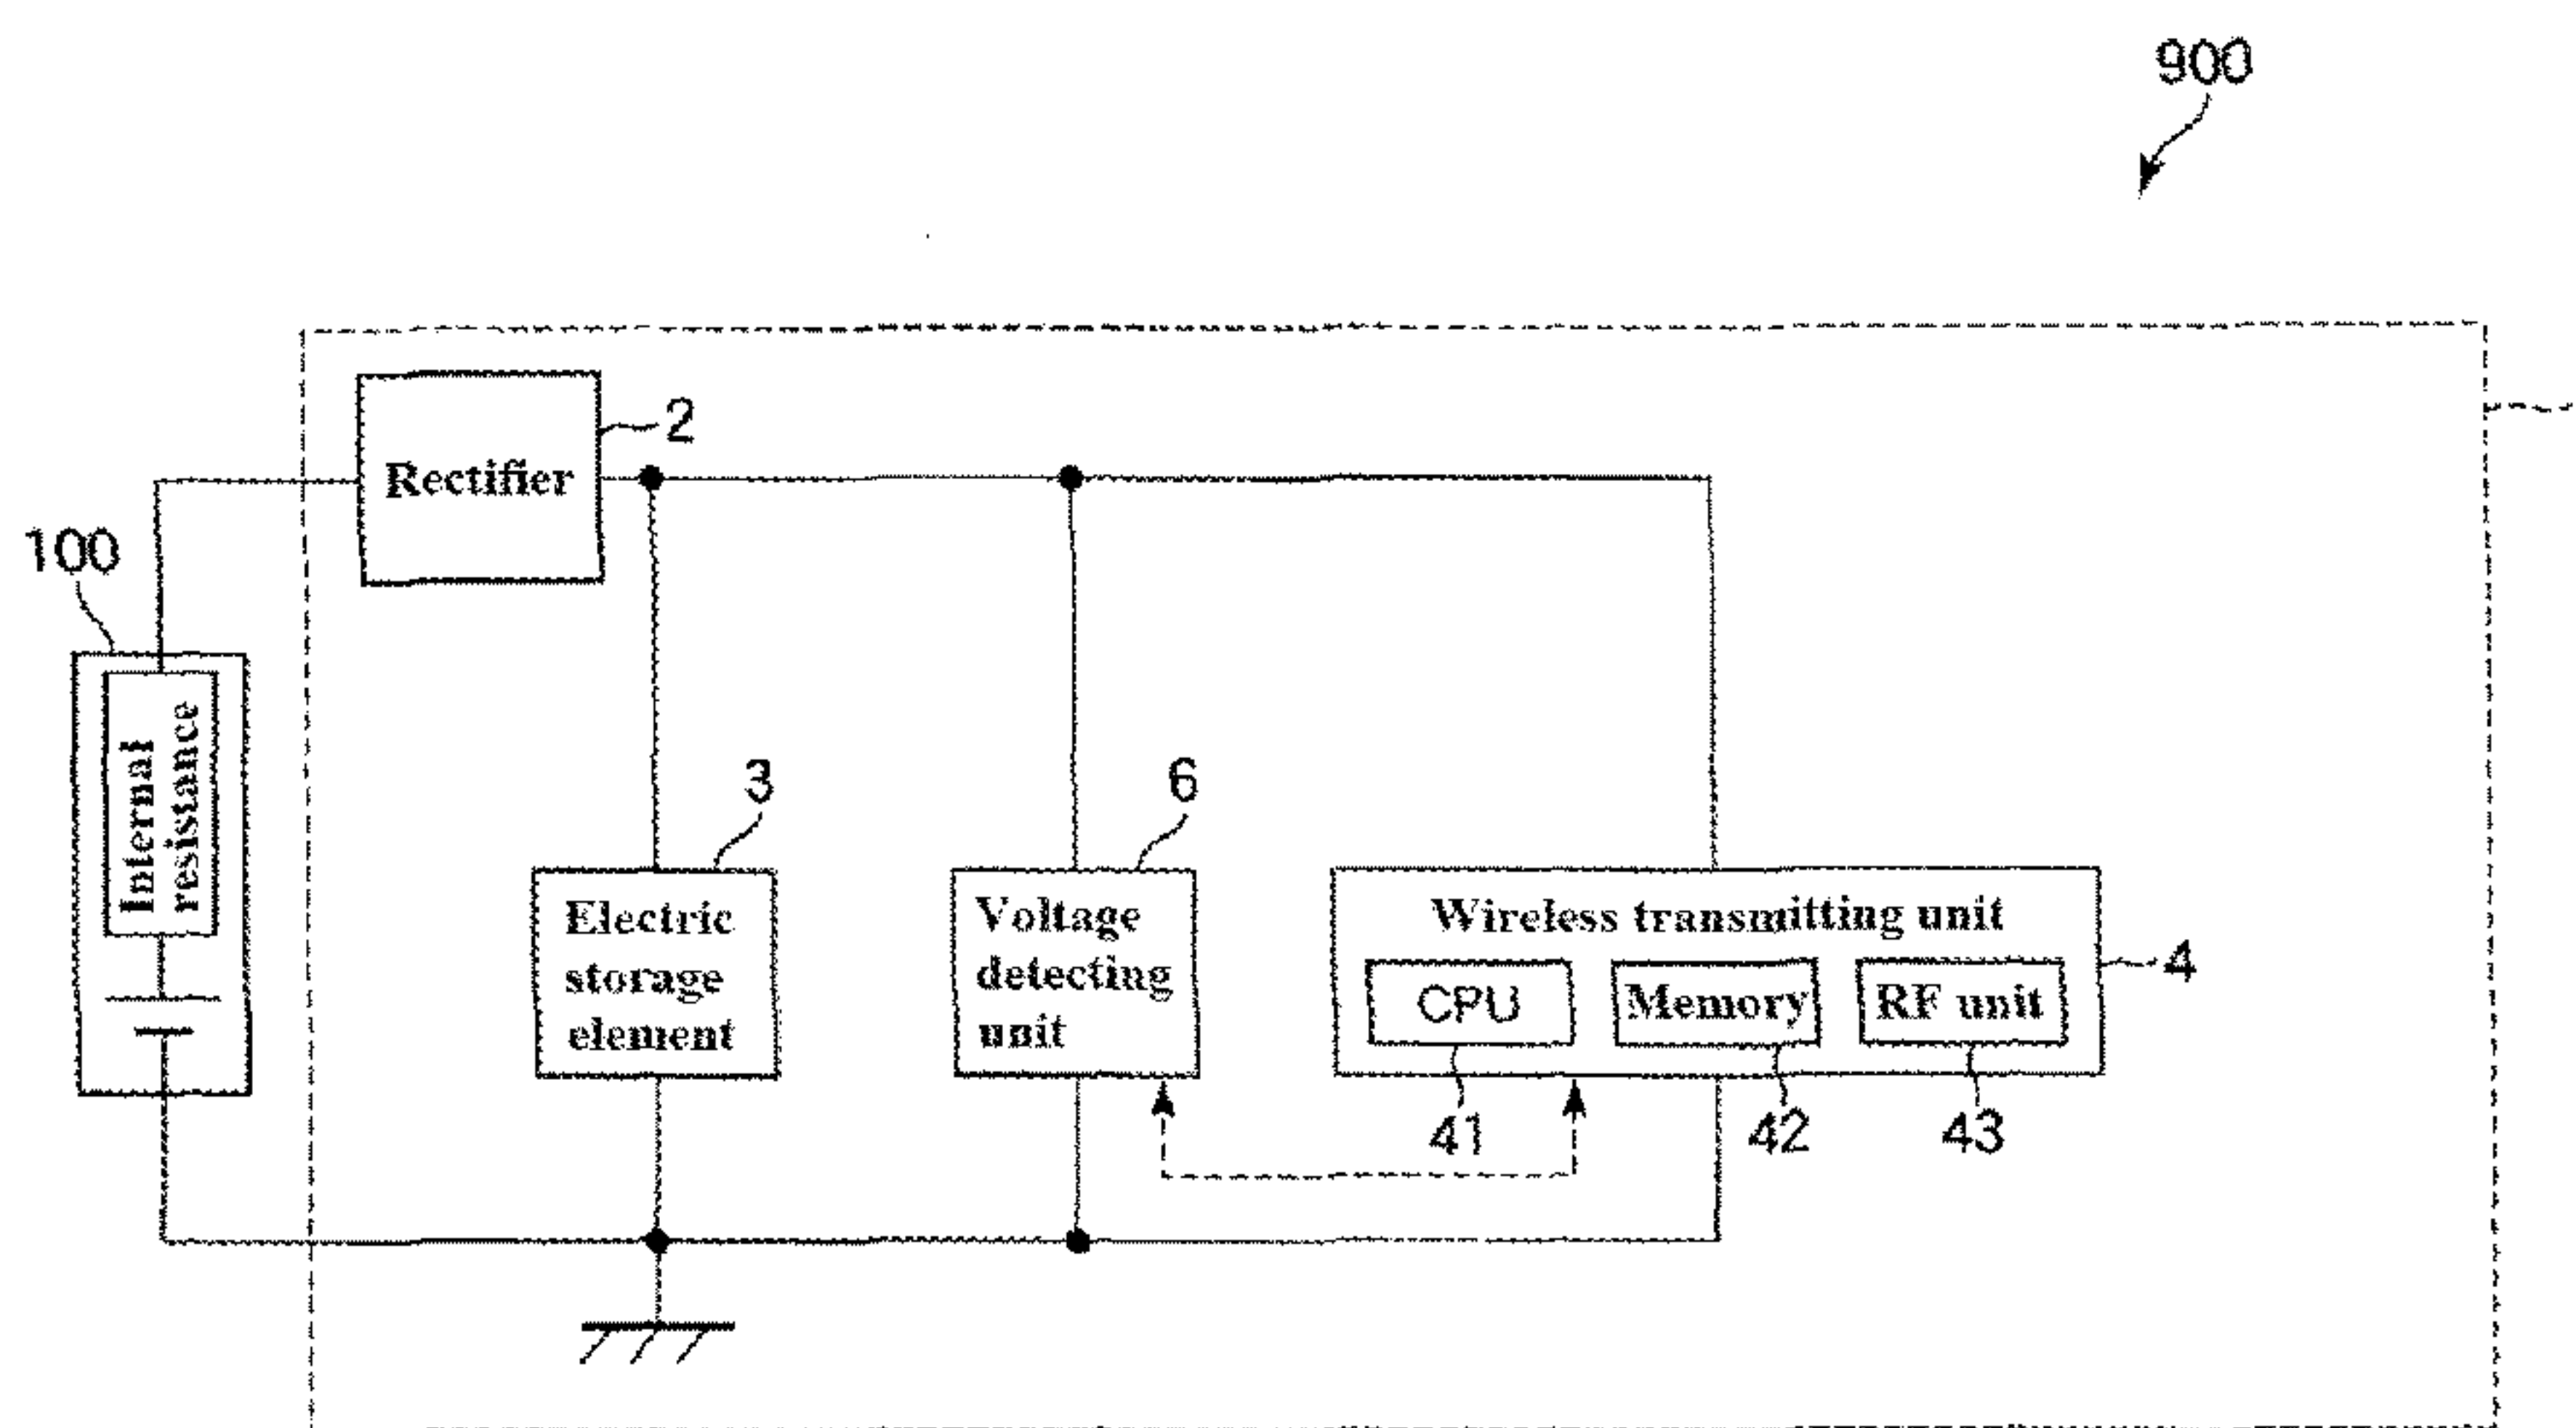 900
2
Rectifier
100
Internal
resistance
3
6
Electric
storage
element
Voltage
detecting
unit
Wireless transmitting unit
4
CPU
Memory
RF unit
41
42
43